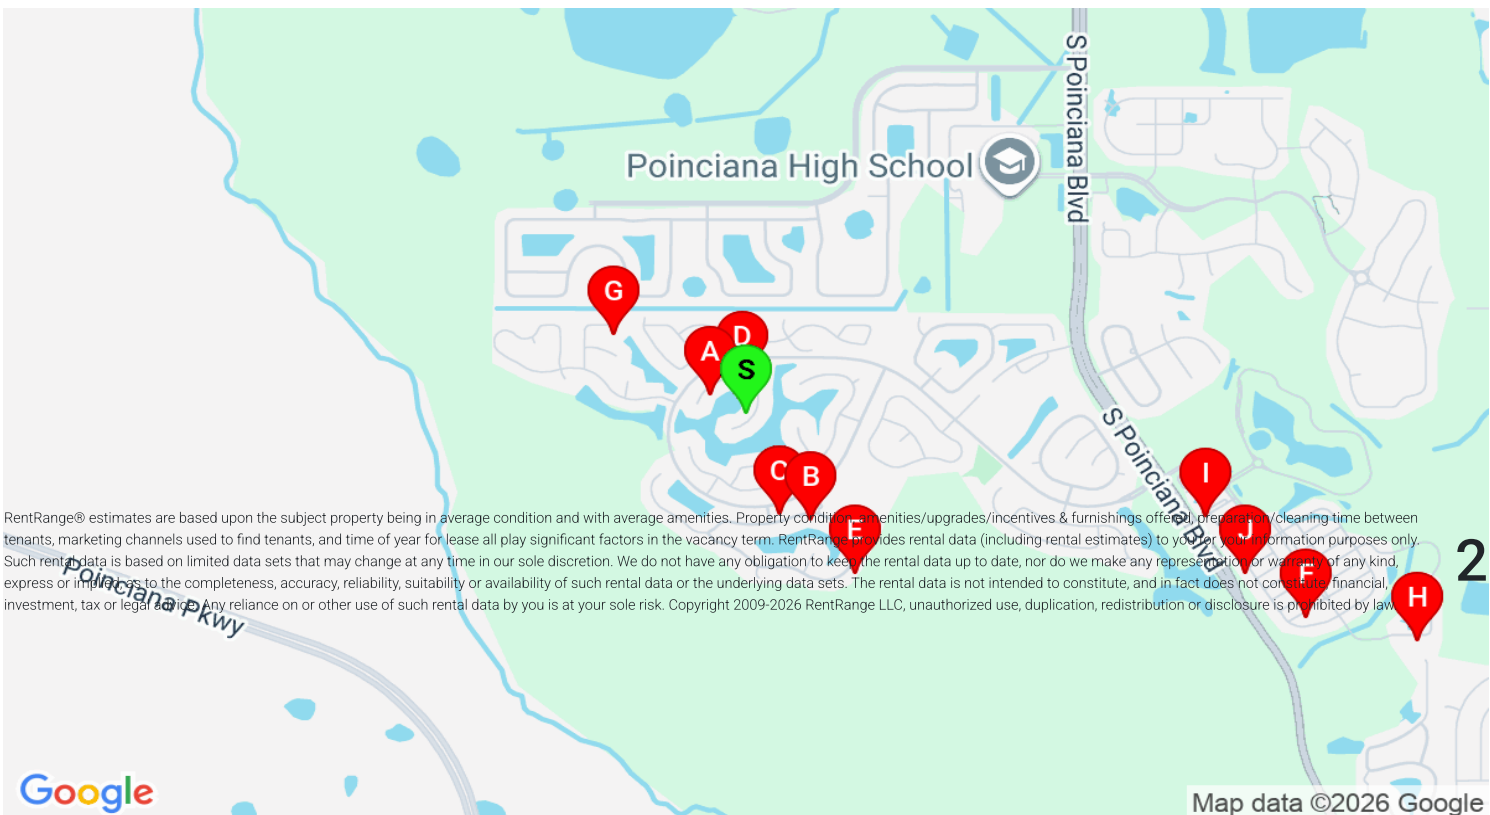 S Poinciana Blvd
Poinciana High School
G
D
A
S
C
B
I
E
J
F
H
S Poinciana Blvd
RentRange® estimates are based upon the subject property being in average condition and with average amenities. Property condition, amenities/upgrades/incentives & furnishings offered, preparation/cleaning time between
tenants, marketing channels used to find tenants, and time of year for lease all play significant factors in the vacancy term. RentRange provides rental data (including rental estimates) to you for your information purposes only.
Such rental data is based on limited data sets that may change at any time in our sole discretion. We do not have any obligation to keep the rental data up to date, nor do we make any representation or warranty of any kind,
express or implied as to the completeness, accuracy, reliability, suitability or availability of such rental data or the underlying data sets. The rental data is not intended to constitute, and in fact does not constitute, financial,
investment, tax or legal advice. Any reliance on or other use of such rental data by you is at your sole risk. Copyright 2009-2026 RentRange LLC, unauthorized use, duplication, redistribution or disclosure is prohibited by law.
2
Poinciana Pkwy
Google
Map data ©2026 Google